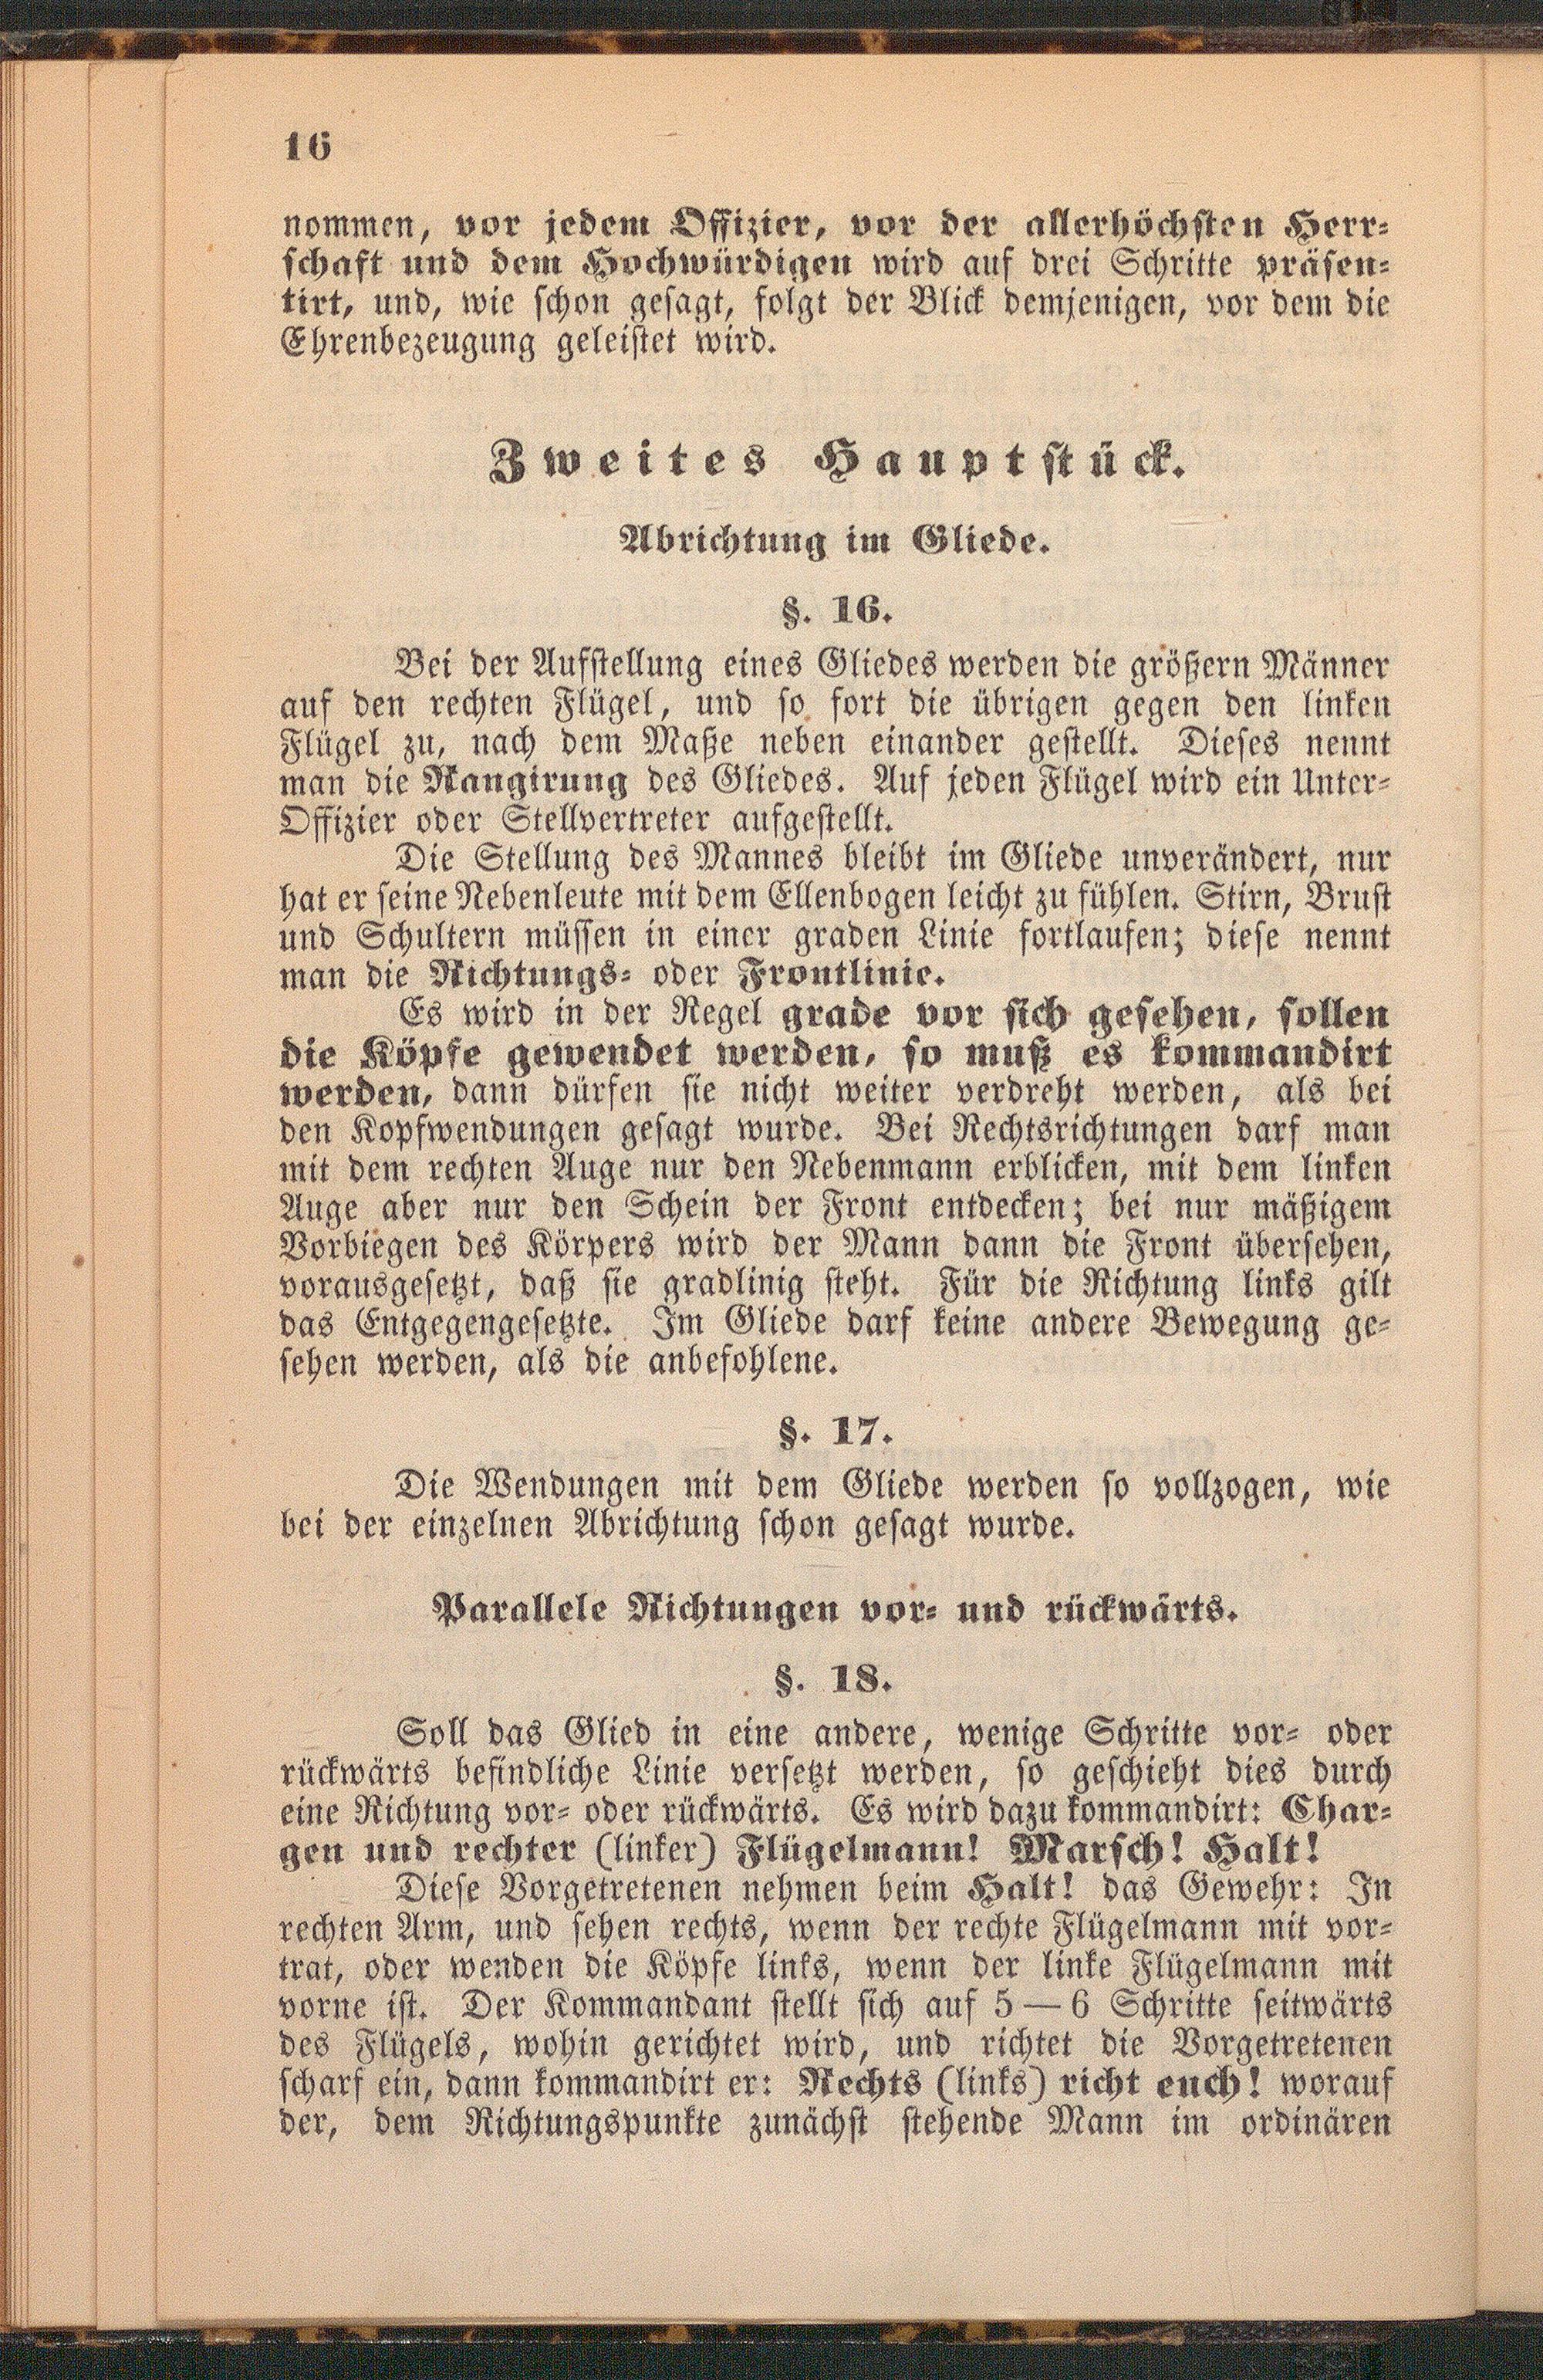 16
nommen, vor jedem Offizier, vor der allerhöchsten Herr-
schaft und dem Hochwürdigen wird auf drei Schritte präsen-
tirt, und, wie schon gesagt, folgt der Blick demjenigen, vor dem die
Ehrenbezeugung geleistet wird.
Zweites Hauptstück.
Abrichtung im Gliede.
§. 16.
Bei der Aufstellung eines Gliedes werden die größern Männer
auf den rechten Flügel, und so fort die übrigen gegen den linken
Flügel zu, nach dem Maße neben einander gestellt. Dieses nennt
man die Rangirung des Gliedes. Auf jeden Flügel wird ein Unter-
Offizier oder Stellvertreter aufgestellt.
Die Stellung des Mannes bleibt im Gliede unverändert, nur
hat er seine Nebenleute mit dem Ellenbogen leicht zu fühlen. Stirn, Brust
und Schultern müssen in einer graden Linie fortlaufen; diese nennt
man die Richtungs- oder Frontlinie.
Es wird in der Regel grade vor sich gesehen, sollen
die Köpfe gewendet werden, so muß es kommandirt
werden, dann dürfen sie nicht weiter verdreht werden, als bei
den Kopfwendungen gesagt wurde. Bei Rechtsrichtungen darf man
mit dem rechten Auge nur den Nebenmann erblicken, mit dem linken
Auge aber nur den Schein der Front entdecken; bei nur mäßigem
Vorbiegen des Körpers wird der Mann dann die Front übersehen,
vorausgesetzt, daß sie gradlinig steht. Für die Richtung links gilt
das Entgegengesetzte. Im Gliede darf keine andere Bewegung ge-
sehen werden, als die anbefohlene.
§. 17.
Die Wendungen mit dem Gliede werden so vollzogen, wie
bei der einzelnen Abrichtung schon gesagt wurde.
Parallele Richtungen vor- und rückwärts.
§. 18.
Soll das Glied in eine andere, wenige Schritte vor- oder
rückwärts befindliche Linie versetzt werden, so geschieht dies durch
eine Richtung vor- oder rückwärts. Es wird dazu kommandirt: Char-
gen und rechter (linker) Flügelmann! Marsch! Halt!
Diese Vorgetretenen nehmen beim Halt! das Gewehr: In
rechten Arm, und sehen rechts, wenn der rechte Flügelmann mit vor-
trat, oder wenden die Köpfe links, wenn der linke Flügelmann mit
vorne ist. Der Kommandant stellt sich auf 5 — 6 Schritte seitwärts
des Flügels, wohin gerichtet wird, und richtet die Vorgetretenen
scharf ein, dann kommandirt er: Rechts (links) richt euch! worauf
der, dem Richtungspunkte zunächst stehende Mann im ordinären